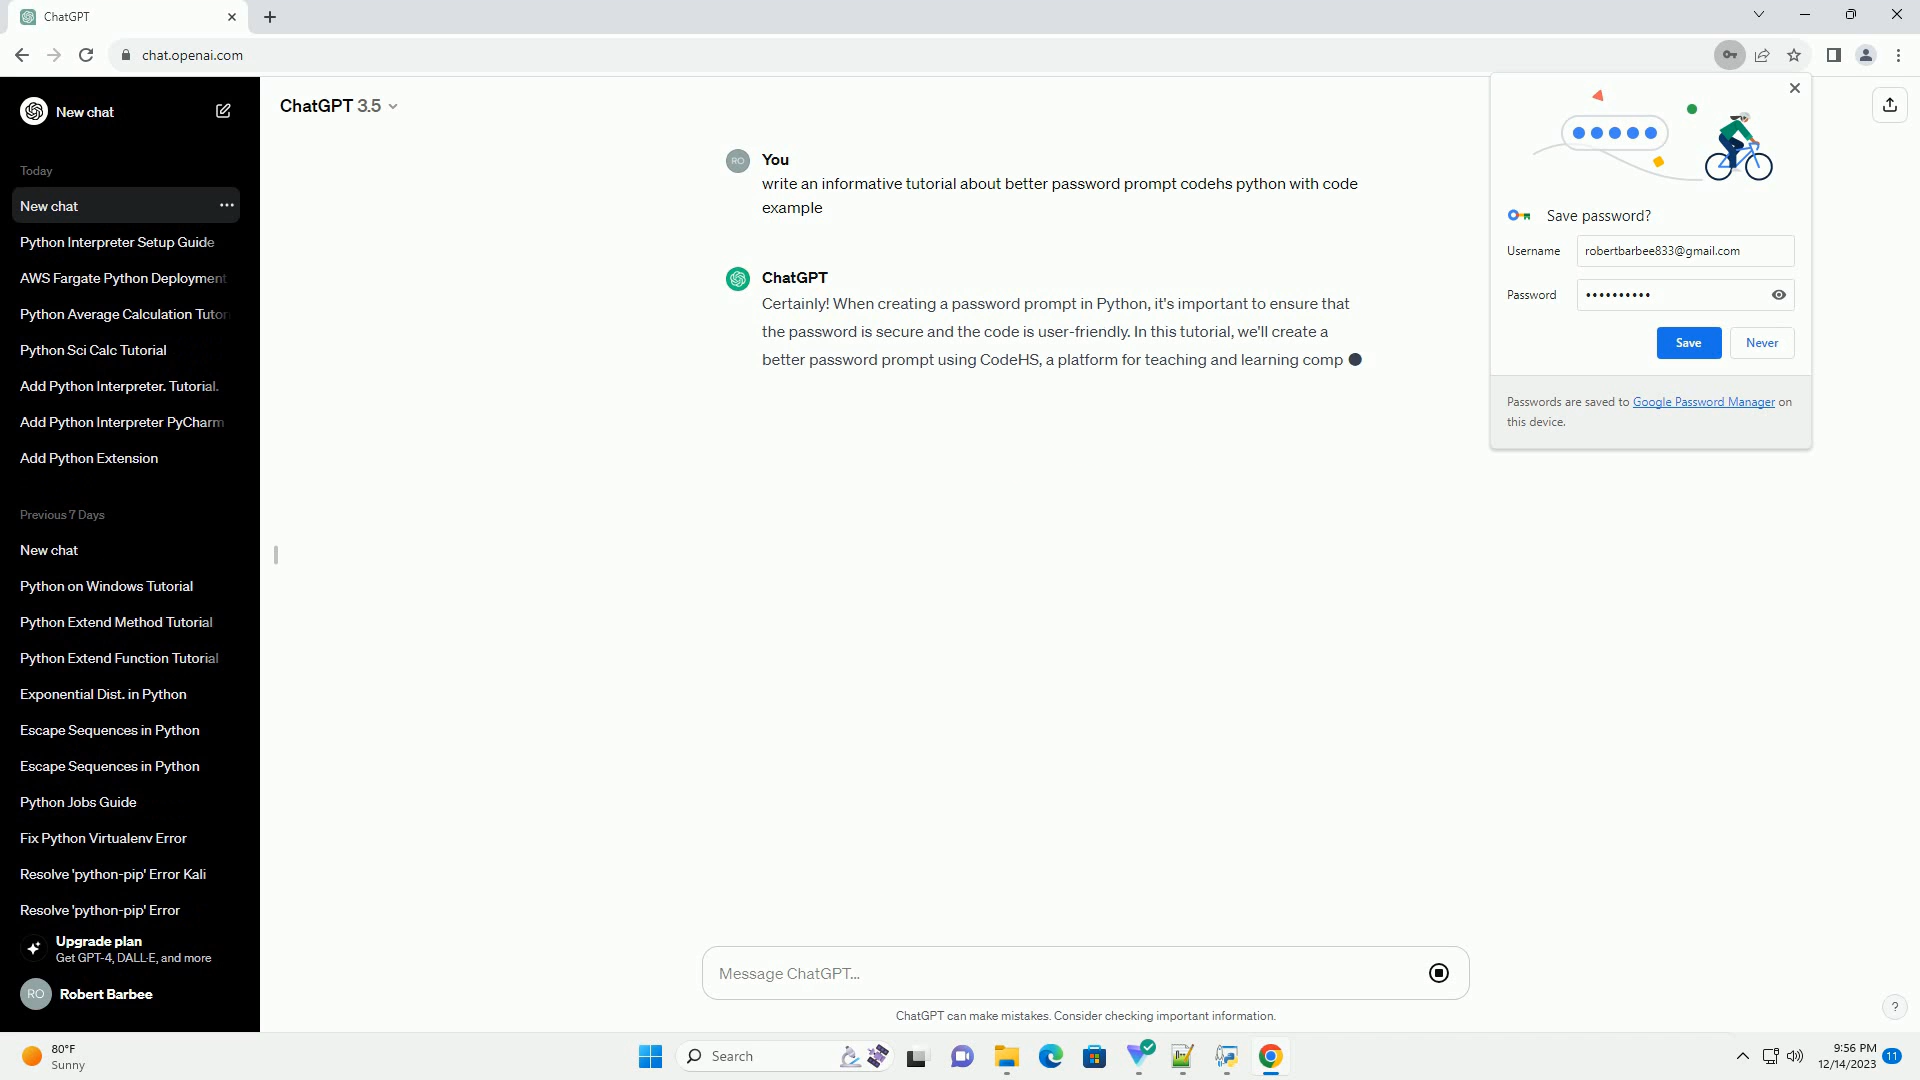 ChatGPT
chat.openai.com
New chat
Today
New chat
Python Interpreter Setup Guide
AWS Fargate Python Deployment
Python Average Calculation Tutor
Python Sci Calc Tutorial
Add Python Interpreter. Tutorial.
Add Python Interpreter PyCharm
Add Python Extension
Previous 7 Days
New chat
Python on Windows Tutorial
Python Extend Method Tutorial
Python Extend Function Tutorial
Exponential Dist. in Python
Escape Sequences in Python
Escape Sequences in Python
Python Jobs Guide
Fix Python Virtualenv Error
Resolve 'python-pip' Error Kali
Resolve 'python-pip' Error
Upgrade plan
Get GPT-4, DALL·E, and more
RO Robert Barbee
ChatGPT 3.5
RO You
write an informative tutorial about better password prompt codehs python with code
example
ChatGPT
Certainly! When creating a password prompt in Python, it's important to ensure that
the password is secure and the code is user-friendly. In this tutorial, we'll create a
better password prompt using CodeHS, a platform for teaching and learning comp
Message ChatGPT...
ChatGPT can make mistakes. Consider checking important information.
?
Save password?
Username robertbarbee833@gmail.com
Password ••••••••••
Save Never
Passwords are saved to Google Password Manager on
this device.
80°F
Sunny
Search
9:56 PM
12/14/2023
11